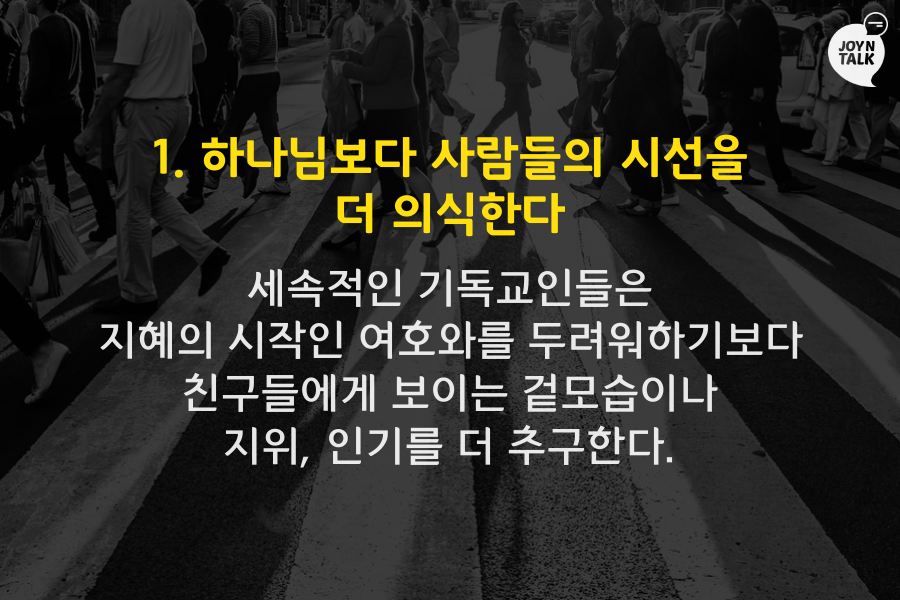 JOYN
TALK
1. 하나님보다 사람들의 시선을
더 의식한다
세속적인 기독교인들은
지혜의 시작인 여호와를 두려워하기보다
친구들에게 보이는 겉모습이나
지위, 인기를 더 추구한다.